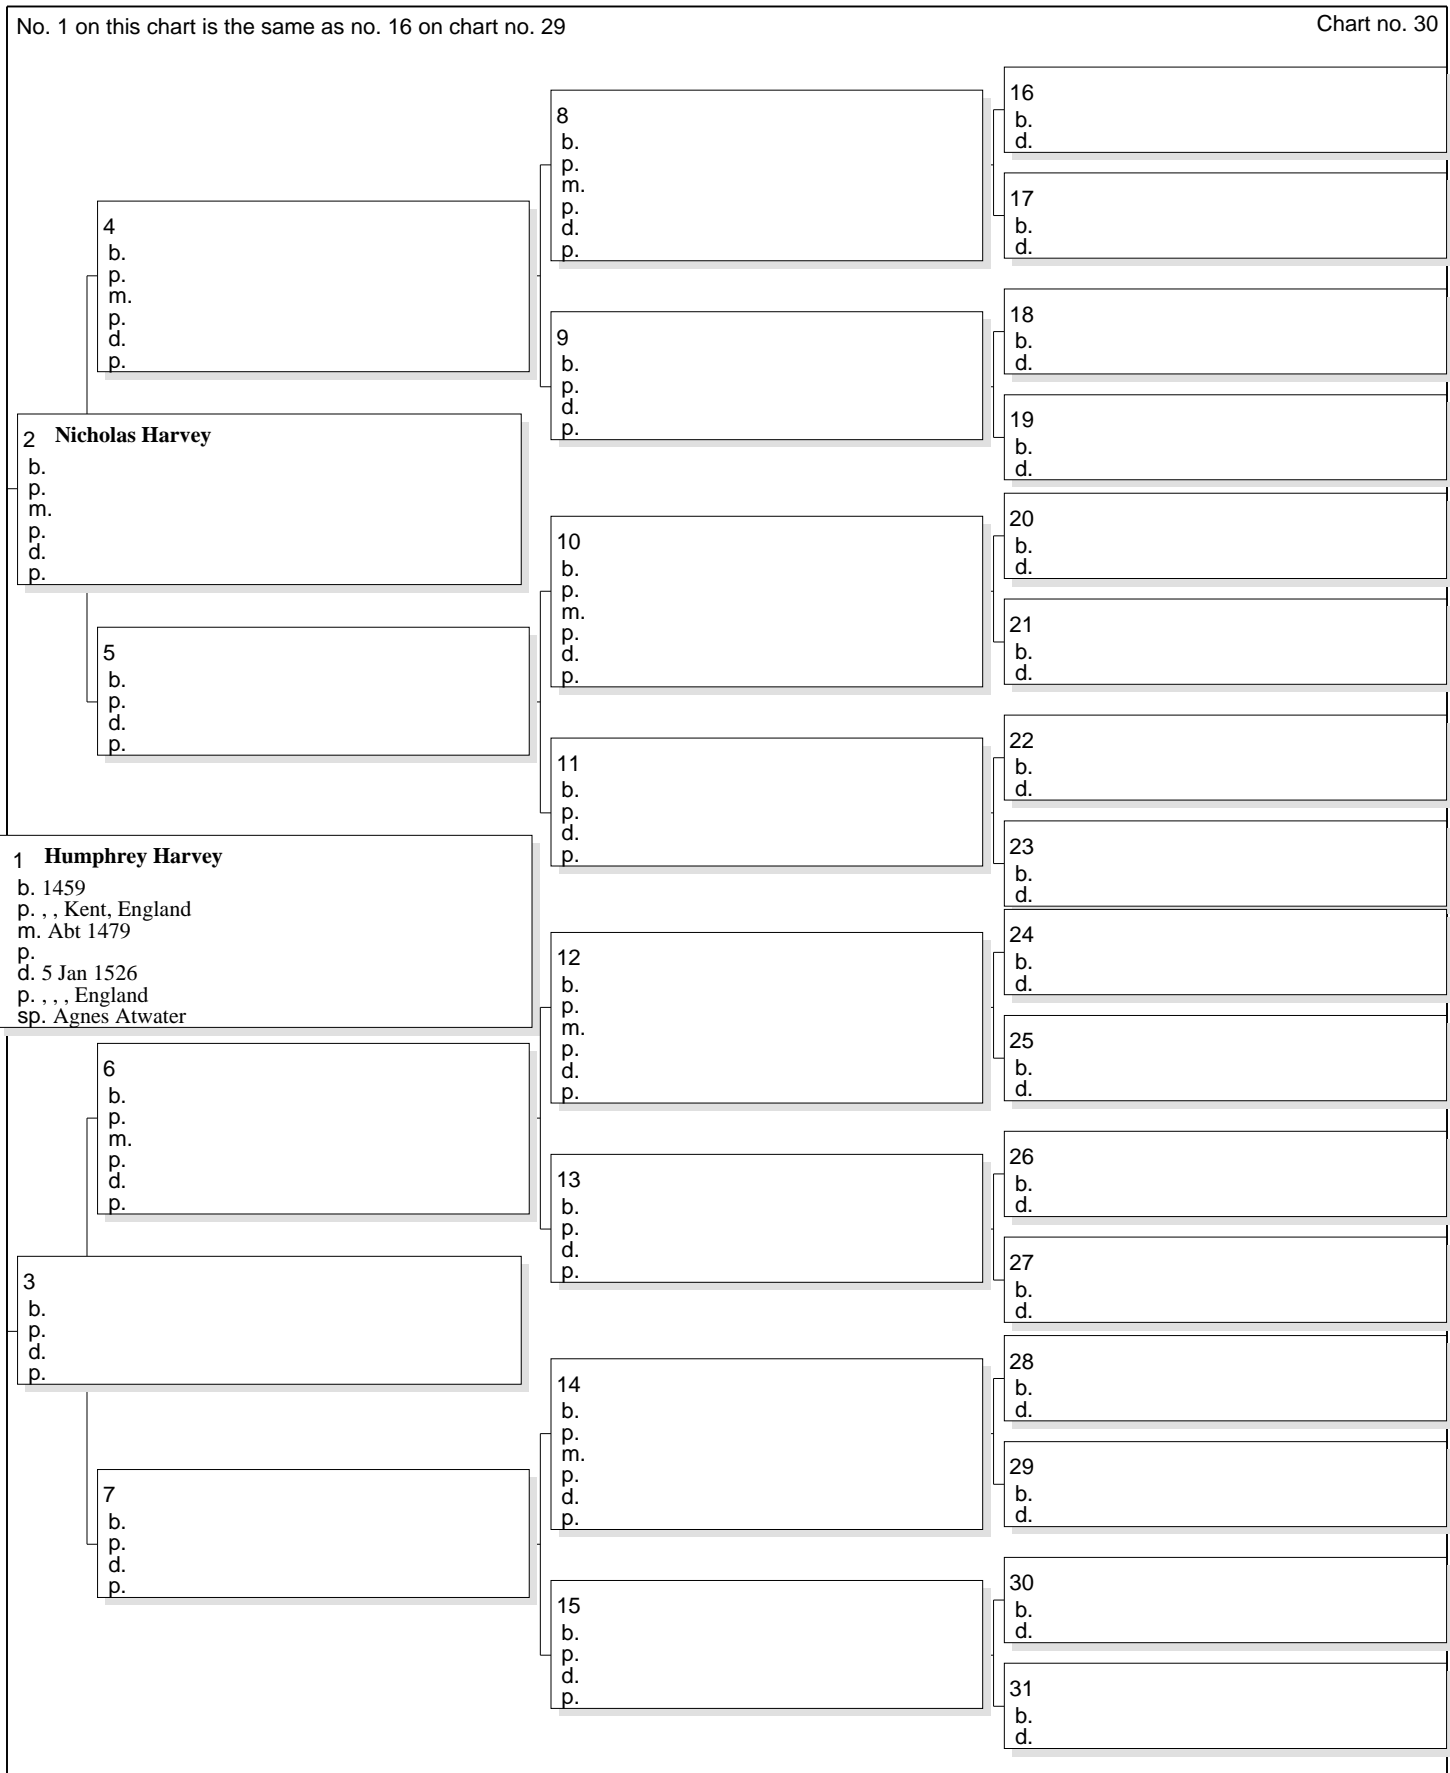 No. 1 on this chart is the same as no. 16 on chart no. 29
Chart no. 30
16
b.
d.
8
b.
p.
m.
p.
d.
p.
17
b.
d.
4
b.
p.
m.
p.
d.
p.
18
b.
d.
9
b.
p.
d.
p.
19
b.
d.
2 Nicholas Harvey
b.
p.
m.
p.
d.
p.
20
b.
d.
10
b.
p.
m.
p.
d.
p.
21
b.
d.
5
b.
p.
d.
p.
22
b.
d.
11
b.
p.
d.
p.
23
b.
d.
1 Humphrey Harvey
b. 1459
p. , , Kent, England
m. Abt 1479
p.
d. 5 Jan 1526
p. , , , England
sp. Agnes Atwater
24
b.
d.
12
b.
p.
m.
p.
d.
p.
25
b.
d.
6
b.
p.
m.
p.
d.
p.
26
b.
d.
13
b.
p.
d.
p.
27
b.
d.
3
b.
p.
d.
p.
28
b.
d.
14
b.
p.
m.
p.
d.
p.
29
b.
d.
7
b.
p.
d.
p.
30
b.
d.
15
b.
p.
d.
p.
31
b.
d.